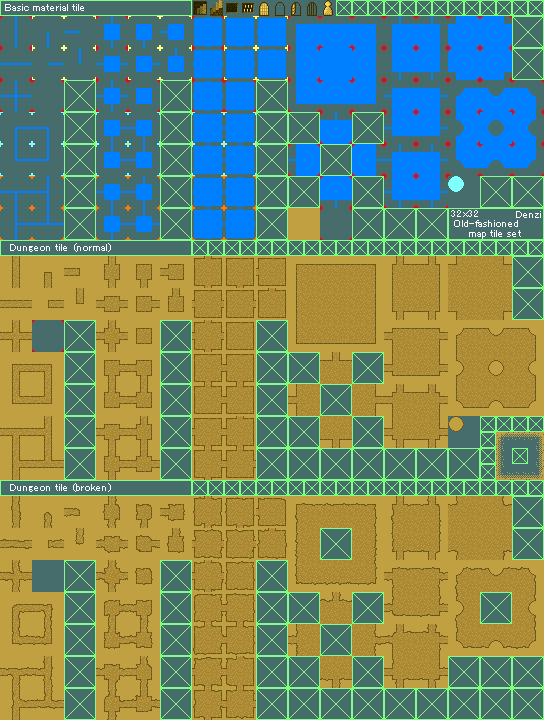 Basic material tile
32x32 Denzi
Old-fashioned
map tile set
Dungeon tile (normal)
Dungeon tile (broken)